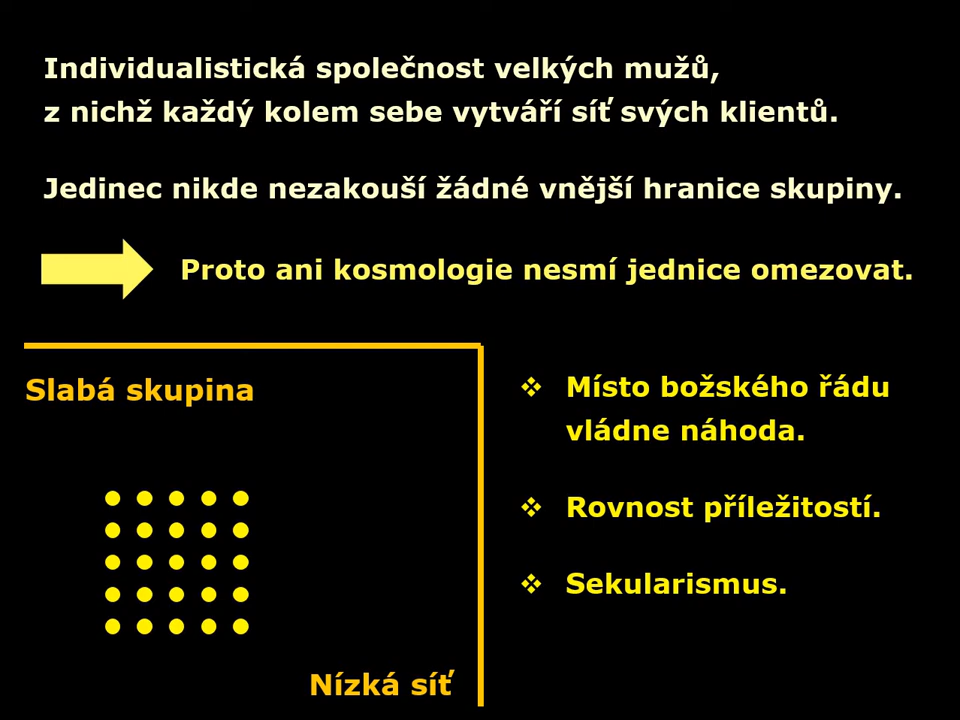 Individualistická společnost velkých mužů,
z nichž každý kolem sebe vytváří síť svých klientů.
Jedinec nikde nezakouší žádné vnější hranice skupiny.
Proto ani kosmologie nesmí jednice omezovat.
Slabá skupina
❖ Místo božského řádu
vládne náhoda.
❖ Rovnost příležitostí.
❖ Sekularismus.
Nízká síť